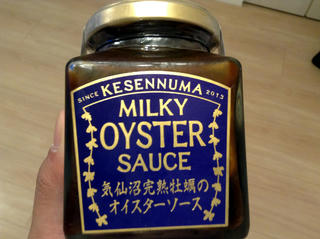 SINCE KESENNUMA 2013
MILKY
OYSTER
SAUCE
気仙沼完熟牡蠣の
オイスターソース